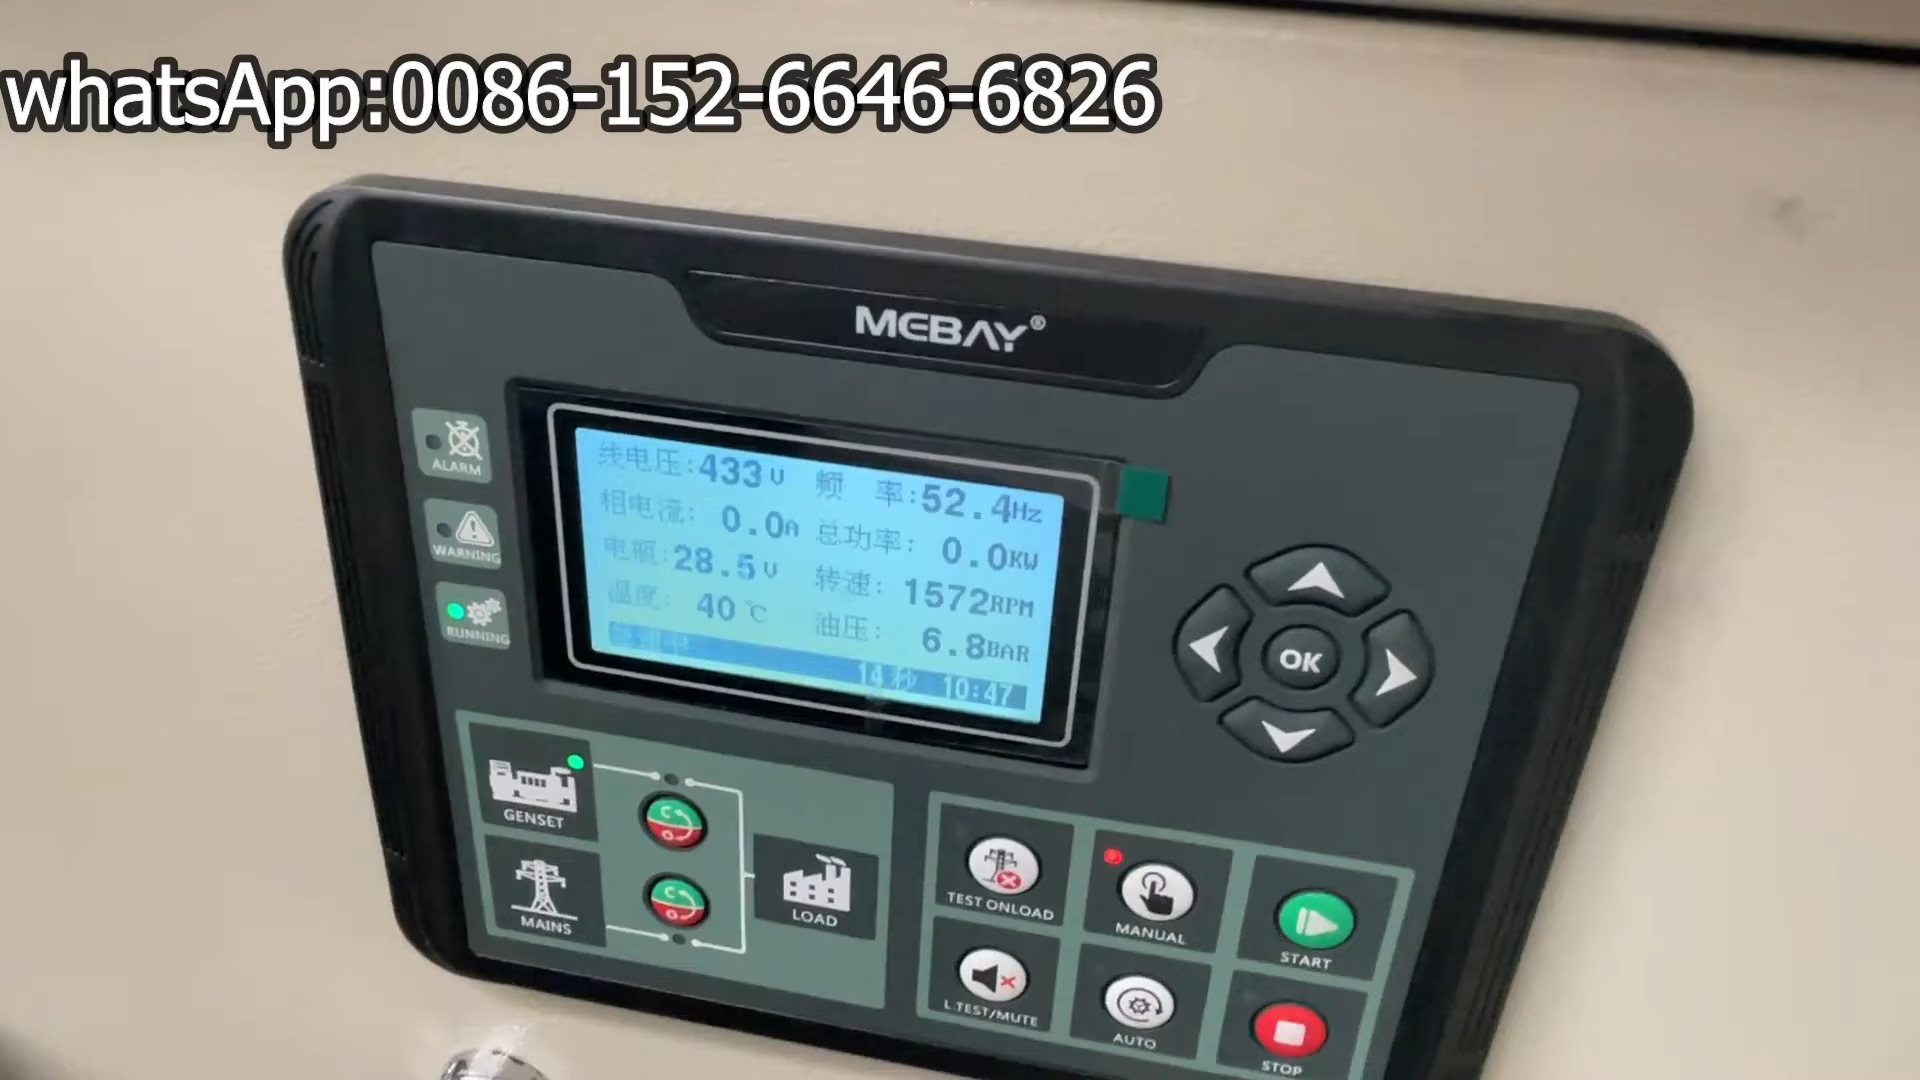 whatsApp:0086-152-6646-6826
MEBAY®
ALARM
WARNING
RUNNING
线电压:433V 频 率:52.4Hz
相电流: 0.0A 总功率: 0.0KW
电瓶:28.5V 转速: 1572RPM
温度: 40℃ 油压: 6.8BAR
14秒 10:47
OK
GENSET
C
O
MAINS
C
O
LOAD
TEST ONLOAD
MANUAL
START
L.TEST/MUTE
AUTO
STOP